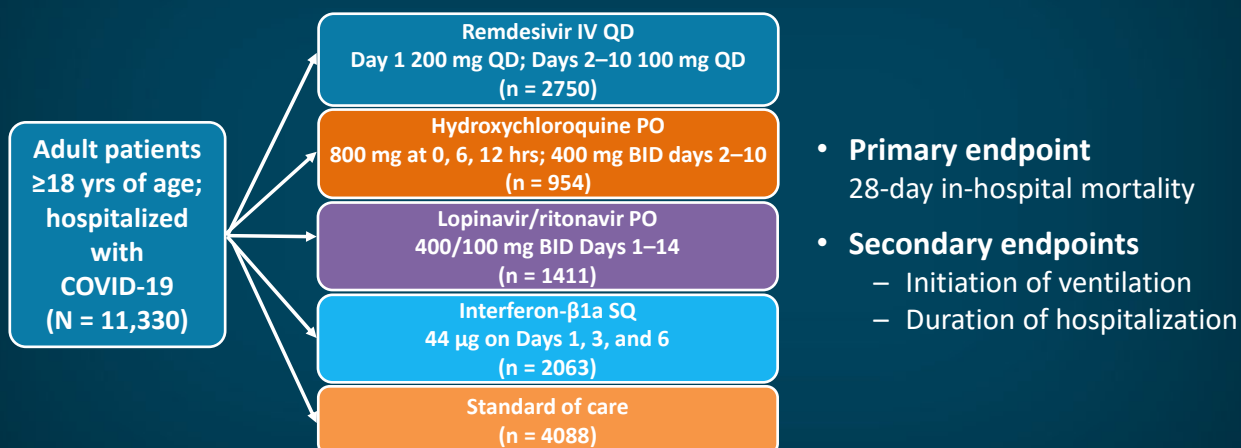 Adult patients
≥18 yrs of age;
hospitalized
with
COVID-19
(N = 11,330)
Remdesivir IV QD
Day 1 200 mg QD; Days 2–10 100 mg QD
(n = 2750)
Hydroxychloroquine PO
800 mg at 0, 6, 12 hrs; 400 mg BID days 2–10
(n = 954)
Lopinavir/ritonavir PO
400/100 mg BID Days 1–14
(n = 1411)
Interferon-β1a SQ
44 µg on Days 1, 3, and 6
(n = 2063)
Standard of care
(n = 4088)
• Primary endpoint
28-day in-hospital mortality
• Secondary endpoints
– Initiation of ventilation
– Duration of hospitalization